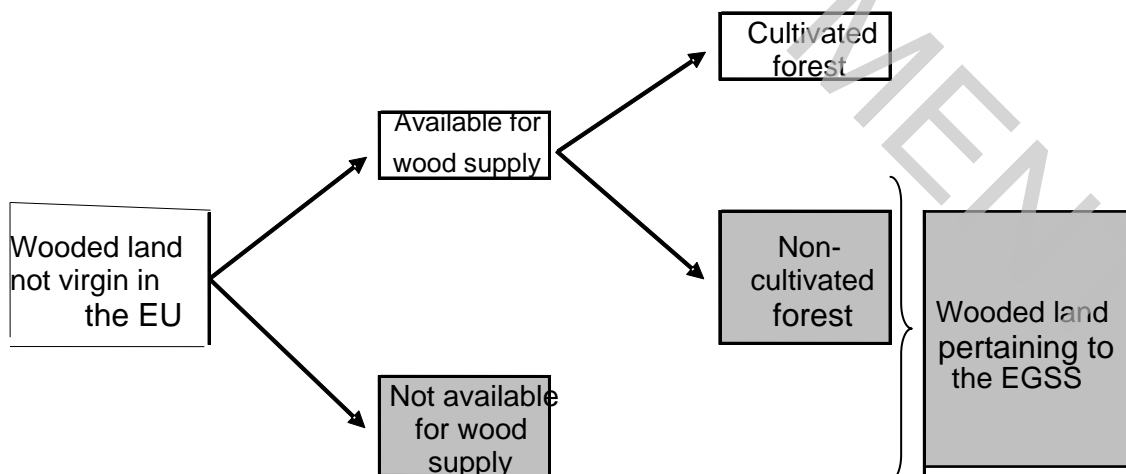 Cultivated
forest
Available for
wood supply
Wooded land
not virgin in
the EU
Non-
cultivated
forest
Wooded land
pertaining to
the EGSS
Not available
for wood
supply